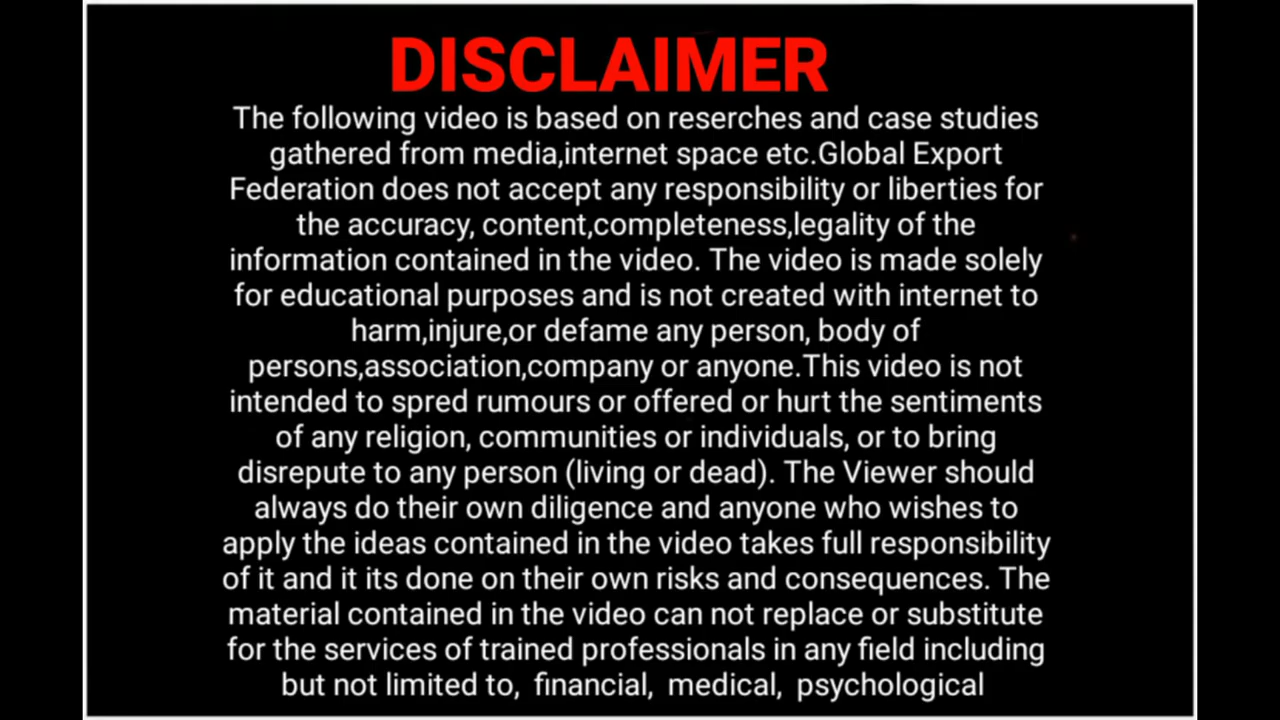 DISCLAIMER
The following video is based on reserches and case studies
gathered from media,internet space etc.Global Export
Federation does not accept any responsibility or liberties for
the accuracy, content,completeness,legality of the
information contained in the video. The video is made solely
for educational purposes and is not created with internet to
harm,injure,or defame any person, body of
persons,association,company or anyone.This video is not
intended to spred rumours or offered or hurt the sentiments
of any religion, communities or individuals, or to bring
disrepute to any person (living or dead). The Viewer should
always do their own diligence and anyone who wishes to
apply the ideas contained in the video takes full responsibility
of it and it its done on their own risks and consequences. The
material contained in the video can not replace or substitute
for the services of trained professionals in any field including
but not limited to, financial, medical, psychological